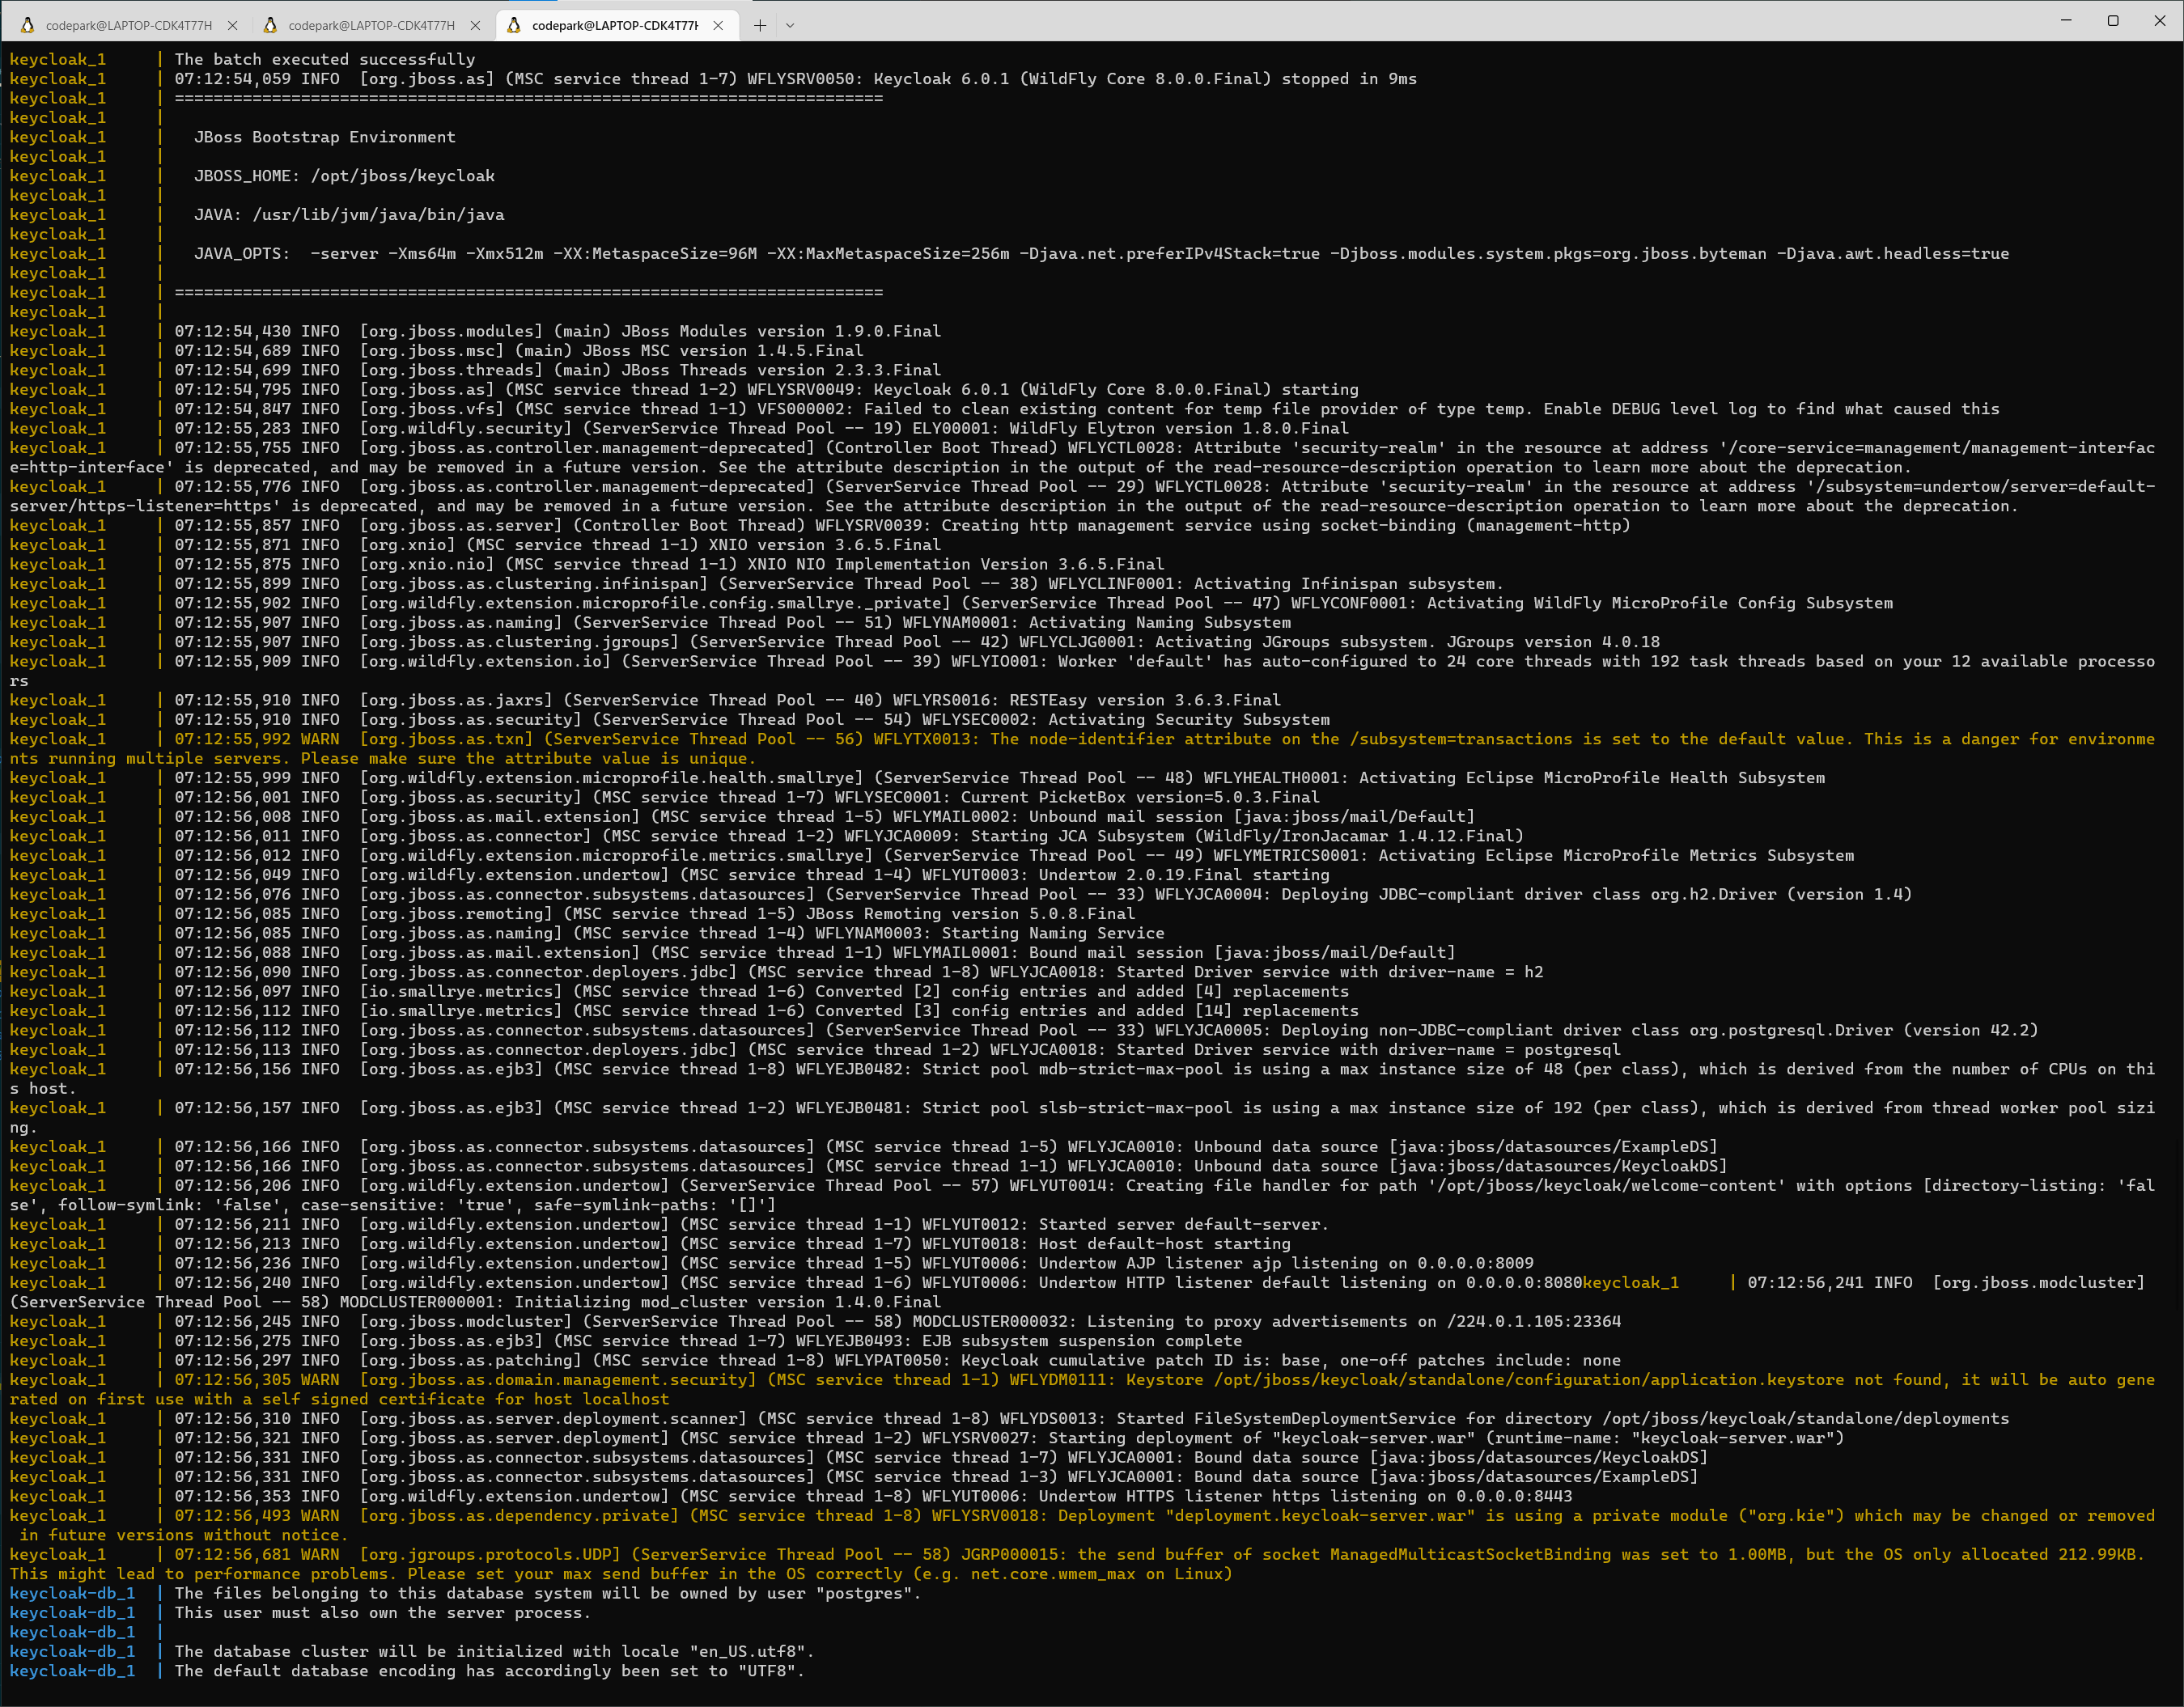 codepark@LAPTOP-CDK4T77H
codepark@LAPTOP-CDK4T77H
codepark@LAPTOP-CDK4T77H
keycloak_1 | The batch executed successfully
keycloak_1 | 07:12:54,059 INFO [org.jboss.as] (MSC service thread 1-7) WFLYSRV0050: Keycloak 6.0.1 (WildFly Core 8.0.0.Final) stopped in 9ms
keycloak_1 | =========================================================================
keycloak_1 |
keycloak_1 | JBoss Bootstrap Environment
keycloak_1 |
keycloak_1 | JBOSS_HOME: /opt/jboss/keycloak
keycloak_1 |
keycloak_1 | JAVA: /usr/lib/jvm/java/bin/java
keycloak_1 |
keycloak_1 | JAVA_OPTS: -server -Xms64m -Xmx512m -XX:MetaspaceSize=96M -XX:MaxMetaspaceSize=256m -Djava.net.preferIPv4Stack=true -Djboss.modules.system.pkgs=org.jboss.byteman -Djava.awt.headless=true
keycloak_1 |
keycloak_1 | =========================================================================
keycloak_1 |
keycloak_1 | 07:12:54,430 INFO [org.jboss.modules] (main) JBoss Modules version 1.9.0.Final
keycloak_1 | 07:12:54,689 INFO [org.jboss.msc] (main) JBoss MSC version 1.4.5.Final
keycloak_1 | 07:12:54,699 INFO [org.jboss.threads] (main) JBoss Threads version 2.3.3.Final
keycloak_1 | 07:12:54,795 INFO [org.jboss.as] (MSC service thread 1-2) WFLYSRV0049: Keycloak 6.0.1 (WildFly Core 8.0.0.Final) starting
keycloak_1 | 07:12:54,847 INFO [org.jboss.vfs] (MSC service thread 1-1) VFS000002: Failed to clean existing content for temp file provider of type temp. Enable DEBUG level log to find what caused this
keycloak_1 | 07:12:55,283 INFO [org.wildfly.security] (ServerService Thread Pool -- 19) ELY00001: WildFly Elytron version 1.8.0.Final
keycloak_1 | 07:12:55,755 INFO [org.jboss.as.controller.management-deprecated] (Controller Boot Thread) WFLYCTL0028: Attribute 'security-realm' in the resource at address '/core-service=management/management-interfac
e=http-interface' is deprecated, and may be removed in a future version. See the attribute description in the output of the read-resource-description operation to learn more about the deprecation.
keycloak_1 | 07:12:55,776 INFO [org.jboss.as.controller.management-deprecated] (ServerService Thread Pool -- 29) WFLYCTL0028: Attribute 'security-realm' in the resource at address '/subsystem=undertow/server=default-
server/https-listener=https' is deprecated, and may be removed in a future version. See the attribute description in the output of the read-resource-description operation to learn more about the deprecation.
keycloak_1 | 07:12:55,857 INFO [org.jboss.as.server] (Controller Boot Thread) WFLYSRV0039: Creating http management service using socket-binding (management-http)
keycloak_1 | 07:12:55,871 INFO [org.xnio] (MSC service thread 1-1) XNIO version 3.6.5.Final
keycloak_1 | 07:12:55,875 INFO [org.xnio.nio] (MSC service thread 1-1) XNIO NIO Implementation Version 3.6.5.Final
keycloak_1 | 07:12:55,899 INFO [org.jboss.as.clustering.infinispan] (ServerService Thread Pool -- 38) WFLYCLINF0001: Activating Infinispan subsystem.
keycloak_1 | 07:12:55,902 INFO [org.wildfly.extension.microprofile.config.smallrye._private] (ServerService Thread Pool -- 47) WFLYCONF0001: Activating WildFly MicroProfile Config Subsystem
keycloak_1 | 07:12:55,907 INFO [org.jboss.as.naming] (ServerService Thread Pool -- 51) WFLYNAM0001: Activating Naming Subsystem
keycloak_1 | 07:12:55,907 INFO [org.jboss.as.clustering.jgroups] (ServerService Thread Pool -- 42) WFLYCLJG0001: Activating JGroups subsystem. JGroups version 4.0.18
keycloak_1 | 07:12:55,909 INFO [org.wildfly.extension.io] (ServerService Thread Pool -- 39) WFLYIO001: Worker 'default' has auto-configured to 24 core threads with 192 task threads based on your 12 available processo
rs
keycloak_1 | 07:12:55,910 INFO [org.jboss.as.jaxrs] (ServerService Thread Pool -- 40) WFLYRS0016: RESTEasy version 3.6.3.Final
keycloak_1 | 07:12:55,910 INFO [org.jboss.as.security] (ServerService Thread Pool -- 54) WFLYSEC0002: Activating Security Subsystem
keycloak_1 | 07:12:55,992 WARN [org.jboss.as.txn] (ServerService Thread Pool -- 56) WFLYTX0013: The node-identifier attribute on the /subsystem=transactions is set to the default value. This is a danger for environme
nts running multiple servers. Please make sure the attribute value is unique.
keycloak_1 | 07:12:55,999 INFO [org.wildfly.extension.microprofile.health.smallrye] (ServerService Thread Pool -- 48) WFLYHEALTH0001: Activating Eclipse MicroProfile Health Subsystem
keycloak_1 | 07:12:56,001 INFO [org.jboss.as.security] (MSC service thread 1-7) WFLYSEC0001: Current PicketBox version=5.0.3.Final
keycloak_1 | 07:12:56,008 INFO [org.jboss.as.mail.extension] (MSC service thread 1-5) WFLYMAIL0002: Unbound mail session [java:jboss/mail/Default]
keycloak_1 | 07:12:56,011 INFO [org.jboss.as.connector] (MSC service thread 1-2) WFLYJCA0009: Starting JCA Subsystem (WildFly/IronJacamar 1.4.12.Final)
keycloak_1 | 07:12:56,012 INFO [org.wildfly.extension.microprofile.metrics.smallrye] (ServerService Thread Pool -- 49) WFLYMETRICS0001: Activating Eclipse MicroProfile Metrics Subsystem
keycloak_1 | 07:12:56,049 INFO [org.wildfly.extension.undertow] (MSC service thread 1-4) WFLYUT0003: Undertow 2.0.19.Final starting
keycloak_1 | 07:12:56,076 INFO [org.jboss.as.connector.subsystems.datasources] (ServerService Thread Pool -- 33) WFLYJCA0004: Deploying JDBC-compliant driver class org.h2.Driver (version 1.4)
keycloak_1 | 07:12:56,085 INFO [org.jboss.remoting] (MSC service thread 1-5) JBoss Remoting version 5.0.8.Final
keycloak_1 | 07:12:56,085 INFO [org.jboss.as.naming] (MSC service thread 1-4) WFLYNAM0003: Starting Naming Service
keycloak_1 | 07:12:56,088 INFO [org.jboss.as.mail.extension] (MSC service thread 1-1) WFLYMAIL0001: Bound mail session [java:jboss/mail/Default]
keycloak_1 | 07:12:56,090 INFO [org.jboss.as.connector.deployers.jdbc] (MSC service thread 1-8) WFLYJCA0018: Started Driver service with driver-name = h2
keycloak_1 | 07:12:56,097 INFO [io.smallrye.metrics] (MSC service thread 1-6) Converted [2] config entries and added [4] replacements
keycloak_1 | 07:12:56,112 INFO [io.smallrye.metrics] (MSC service thread 1-6) Converted [3] config entries and added [14] replacements
keycloak_1 | 07:12:56,112 INFO [org.jboss.as.connector.subsystems.datasources] (ServerService Thread Pool -- 33) WFLYJCA0005: Deploying non-JDBC-compliant driver class org.postgresql.Driver (version 42.2)
keycloak_1 | 07:12:56,113 INFO [org.jboss.as.connector.deployers.jdbc] (MSC service thread 1-2) WFLYJCA0018: Started Driver service with driver-name = postgresql
keycloak_1 | 07:12:56,156 INFO [org.jboss.as.ejb3] (MSC service thread 1-8) WFLYEJB0482: Strict pool mdb-strict-max-pool is using a max instance size of 48 (per class), which is derived from the number of CPUs on thi
s host.
keycloak_1 | 07:12:56,157 INFO [org.jboss.as.ejb3] (MSC service thread 1-2) WFLYEJB0481: Strict pool slsb-strict-max-pool is using a max instance size of 192 (per class), which is derived from thread worker pool sizi
ng.
keycloak_1 | 07:12:56,166 INFO [org.jboss.as.connector.subsystems.datasources] (MSC service thread 1-5) WFLYJCA0010: Unbound data source [java:jboss/datasources/ExampleDS]
keycloak_1 | 07:12:56,166 INFO [org.jboss.as.connector.subsystems.datasources] (MSC service thread 1-1) WFLYJCA0010: Unbound data source [java:jboss/datasources/KeycloakDS]
keycloak_1 | 07:12:56,206 INFO [org.wildfly.extension.undertow] (ServerService Thread Pool -- 57) WFLYUT0014: Creating file handler for path '/opt/jboss/keycloak/welcome-content' with options [directory-listing: 'fal
se', follow-symlink: 'false', case-sensitive: 'true', safe-symlink-paths: '[]']
keycloak_1 | 07:12:56,211 INFO [org.wildfly.extension.undertow] (MSC service thread 1-1) WFLYUT0012: Started server default-server.
keycloak_1 | 07:12:56,213 INFO [org.wildfly.extension.undertow] (MSC service thread 1-7) WFLYUT0018: Host default-host starting
keycloak_1 | 07:12:56,236 INFO [org.wildfly.extension.undertow] (MSC service thread 1-5) WFLYUT0006: Undertow AJP listener ajp listening on 0.0.0.0:8009
keycloak_1 | 07:12:56,240 INFO [org.wildfly.extension.undertow] (MSC service thread 1-6) WFLYUT0006: Undertow HTTP listener default listening on 0.0.0.0:8080keycloak_1 | 07:12:56,241 INFO [org.jboss.modcluster]
(ServerService Thread Pool -- 58) MODCLUSTER000001: Initializing mod_cluster version 1.4.0.Final
keycloak_1 | 07:12:56,245 INFO [org.jboss.modcluster] (ServerService Thread Pool -- 58) MODCLUSTER000032: Listening to proxy advertisements on /224.0.1.105:23364
keycloak_1 | 07:12:56,275 INFO [org.jboss.as.ejb3] (MSC service thread 1-7) WFLYEJB0493: EJB subsystem suspension complete
keycloak_1 | 07:12:56,297 INFO [org.jboss.as.patching] (MSC service thread 1-8) WFLYPAT0050: Keycloak cumulative patch ID is: base, one-off patches include: none
keycloak_1 | 07:12:56,305 WARN [org.jboss.as.domain.management.security] (MSC service thread 1-1) WFLYDM0111: Keystore /opt/jboss/keycloak/standalone/configuration/application.keystore not found, it will be auto gene
rated on first use with a self signed certificate for host localhost
keycloak_1 | 07:12:56,310 INFO [org.jboss.as.server.deployment.scanner] (MSC service thread 1-8) WFLYDS0013: Started FileSystemDeploymentService for directory /opt/jboss/keycloak/standalone/deployments
keycloak_1 | 07:12:56,321 INFO [org.jboss.as.server.deployment] (MSC service thread 1-2) WFLYSRV0027: Starting deployment of "keycloak-server.war" (runtime-name: "keycloak-server.war")
keycloak_1 | 07:12:56,331 INFO [org.jboss.as.connector.subsystems.datasources] (MSC service thread 1-7) WFLYJCA0001: Bound data source [java:jboss/datasources/KeycloakDS]
keycloak_1 | 07:12:56,331 INFO [org.jboss.as.connector.subsystems.datasources] (MSC service thread 1-3) WFLYJCA0001: Bound data source [java:jboss/datasources/ExampleDS]
keycloak_1 | 07:12:56,353 INFO [org.wildfly.extension.undertow] (MSC service thread 1-8) WFLYUT0006: Undertow HTTPS listener https listening on 0.0.0.0:8443
keycloak_1 | 07:12:56,493 WARN [org.jboss.as.dependency.private] (MSC service thread 1-8) WFLYSRV0018: Deployment "deployment.keycloak-server.war" is using a private module ("org.kie") which may be changed or removed
in future versions without notice.
keycloak_1 | 07:12:56,681 WARN [org.jgroups.protocols.UDP] (ServerService Thread Pool -- 58) JGRP000015: the send buffer of socket ManagedMulticastSocketBinding was set to 1.00MB, but the OS only allocated 212.99KB.
This might lead to performance problems. Please set your max send buffer in the OS correctly (e.g. net.core.wmem_max on Linux)
keycloak-db_1 | The files belonging to this database system will be owned by user "postgres".
keycloak-db_1 | This user must also own the server process.
keycloak-db_1 |
keycloak-db_1 | The database cluster will be initialized with locale "en_US.utf8".
keycloak-db_1 | The default database encoding has accordingly been set to "UTF8".